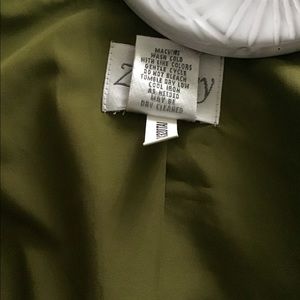 MACHINE
WASH COLD
WITH LIKE COLORS
GENTLE CYCLE
DO NOT BLEACH
TUMBLE DRY LOW
COOL IRON
AS NEEDED
MAY BE
DRY CLEANED